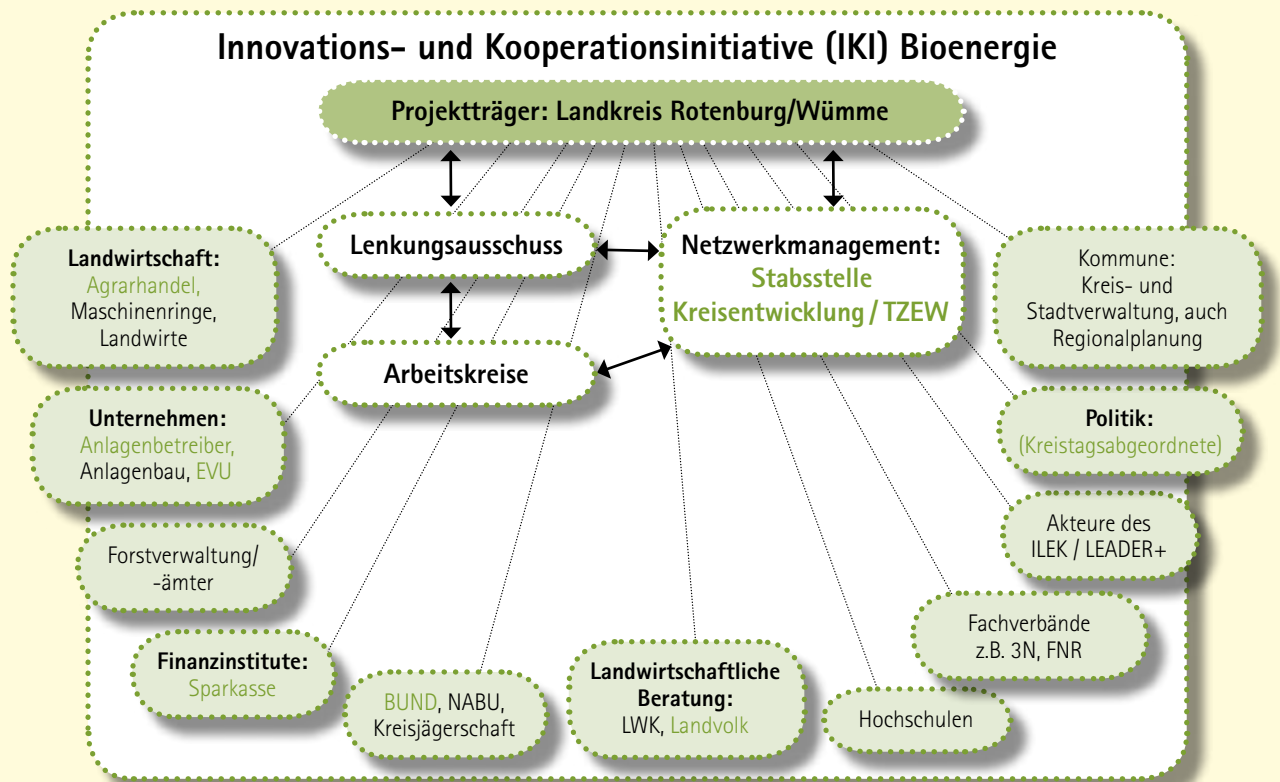 Innovations- und Kooperationsinitiative (IKI) Bioenergie
Projektträger: Landkreis Rotenburg/Wümme
Lenkungsausschuss
Netzwerkmanagement:
Stabsstelle
Kreisentwicklung / TZEW
Arbeitskreise
Landwirtschaft:
Agrarhandel,
Maschinenringe,
Landwirte
Unternehmen:
Anlagenbetreiber,
Anlagenbau, EVU
Forstverwaltung/
-ämter
Finanzinstitute:
Sparkasse
BUND, NABU,
Kreisjägerschaft
Landwirtschaftliche
Beratung:
LWK, Landvolk
Hochschulen
Fachverbände
z.B. 3N, FNR
Akteure des
ILEK / LEADER+
Politik:
(Kreistagsabgeordnete)
Kommune:
Kreis- und
Stadtverwaltung, auch
Regionalplanung